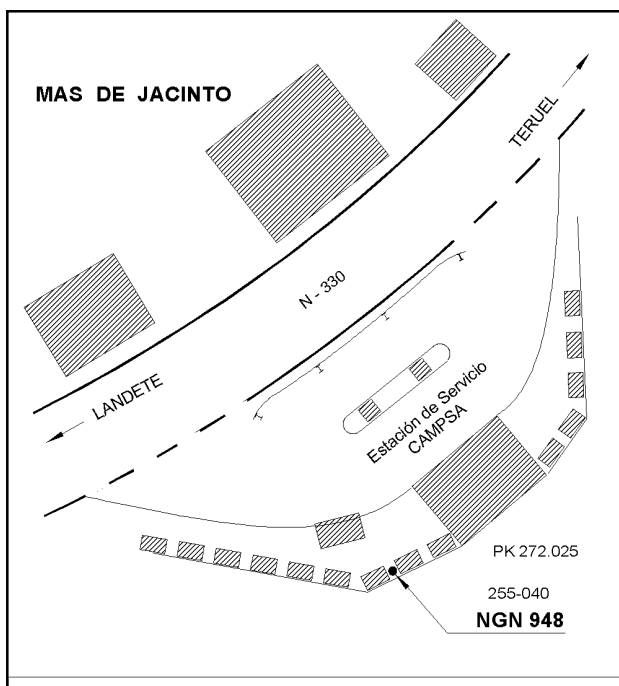 MAS DE JACINTO
TERUEL
N - 330
LANDETE
Estación de Servicio
CAMPSA
PK 272.025
255-040
NGN 948